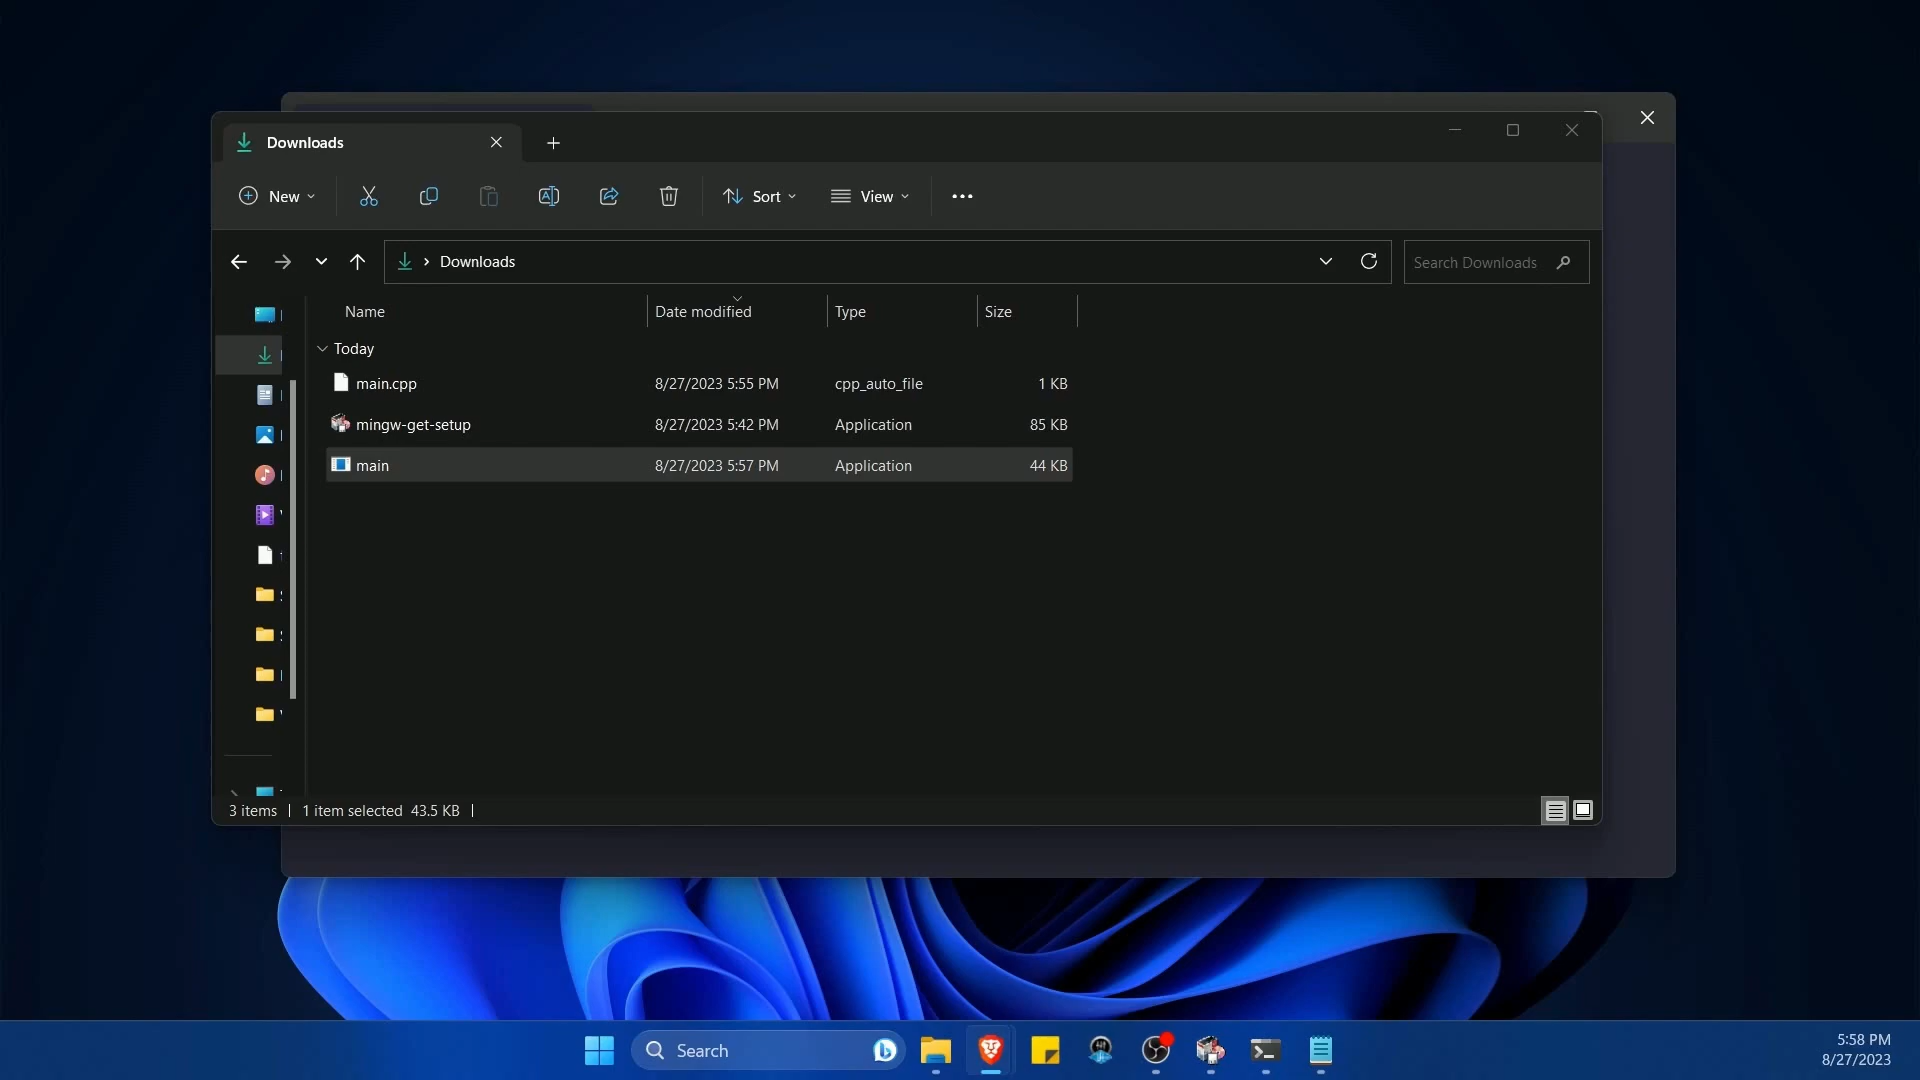 Downloads
New
Sort
View
Downloads
Search Downloads
Name
Date modified
Type
Size
Today
main.cpp 8/27/2023 5:55 PM cpp_auto_file 1 KB
mingw-get-setup 8/27/2023 5:42 PM Application 85 KB
main 8/27/2023 5:57 PM Application 44 KB
3 items
1 item selected 43.5 KB
Search
5:58 PM
8/27/2023